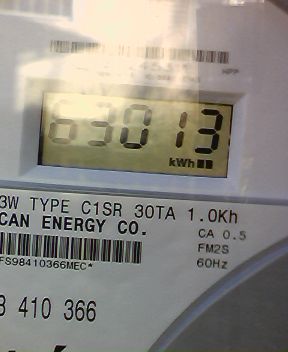 63013
kWh
3W TYPE C1SR 30TA 1.0Kh
CAN ENERGY CO.
CA 0.5
FM2S
FS98410366MEC*
60Hz
410 366